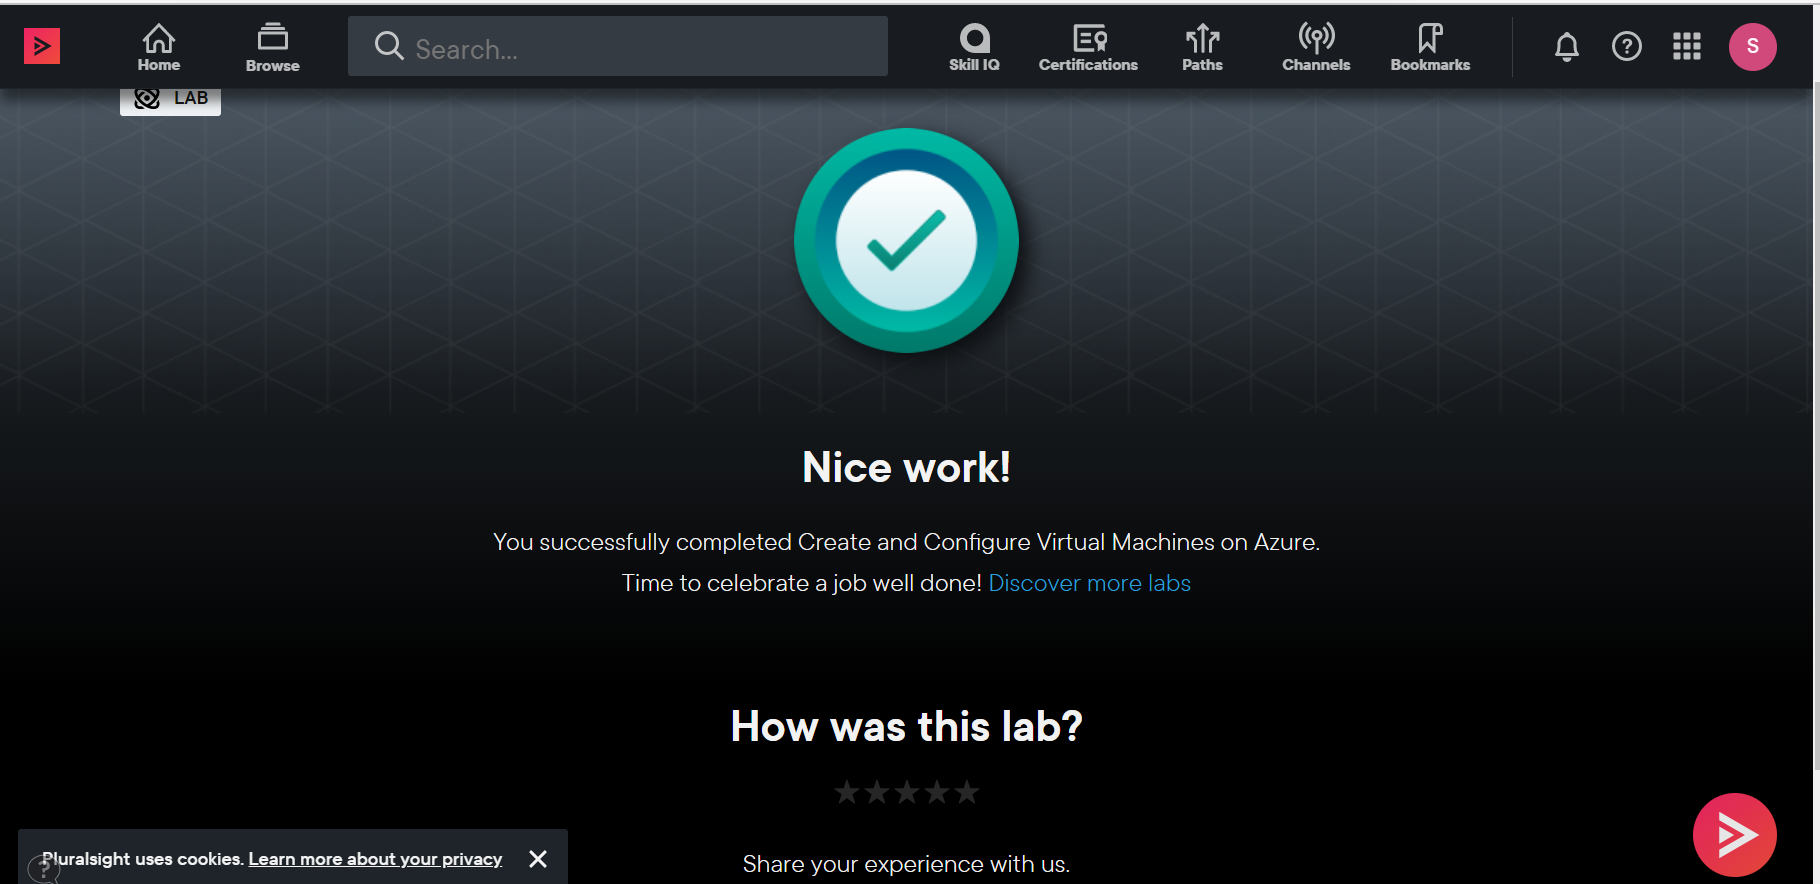 Home
Browse
Search...
Skill IQ
Certifications
Paths
Channels
Bookmarks
?
S
LAB
Nice work!
You successfully completed Create and Configure Virtual Machines on Azure.
Time to celebrate a job well done! Discover more labs
How was this lab?
Pluralsight uses cookies. Learn more about your privacy
?
Share your experience with us.